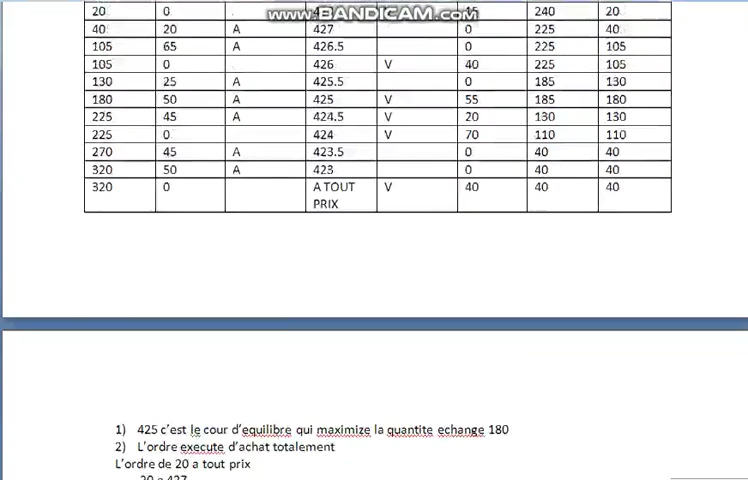 www.BANDICAM.com
20 0 15 240 20
40 20 A 427 0 225 40
105 65 A 426.5 0 225 105
105 0 426 V 40 225 105
130 25 A 425.5 0 185 130
180 50 A 425 V 55 185 180
225 45 A 424.5 V 20 130 130
225 0 424 V 70 110 110
270 45 A 423.5 0 40 40
320 50 A 423 0 40 40
320 0 A TOUT V 40 40 40
PRIX
1) 425 c'est le cour d'equilibre qui maximize la quantite echange 180
2) L'ordre execute d'achat totalement
L'ordre de 20 a tout prix
20 a 427